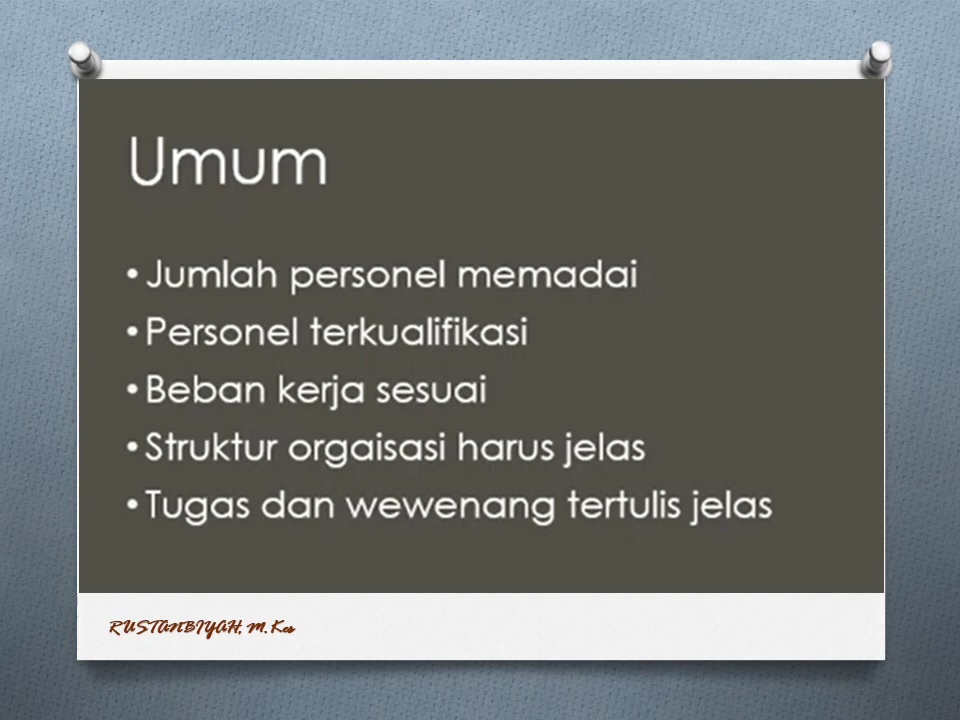 Umum
• Jumlah personel memadai
• Personel terkualifikasi
• Beban kerja sesuai
• Struktur orgaisasi harus jelas
• Tugas dan wewenang tertulis jelas
RUSTANBIYAH, M.Kes